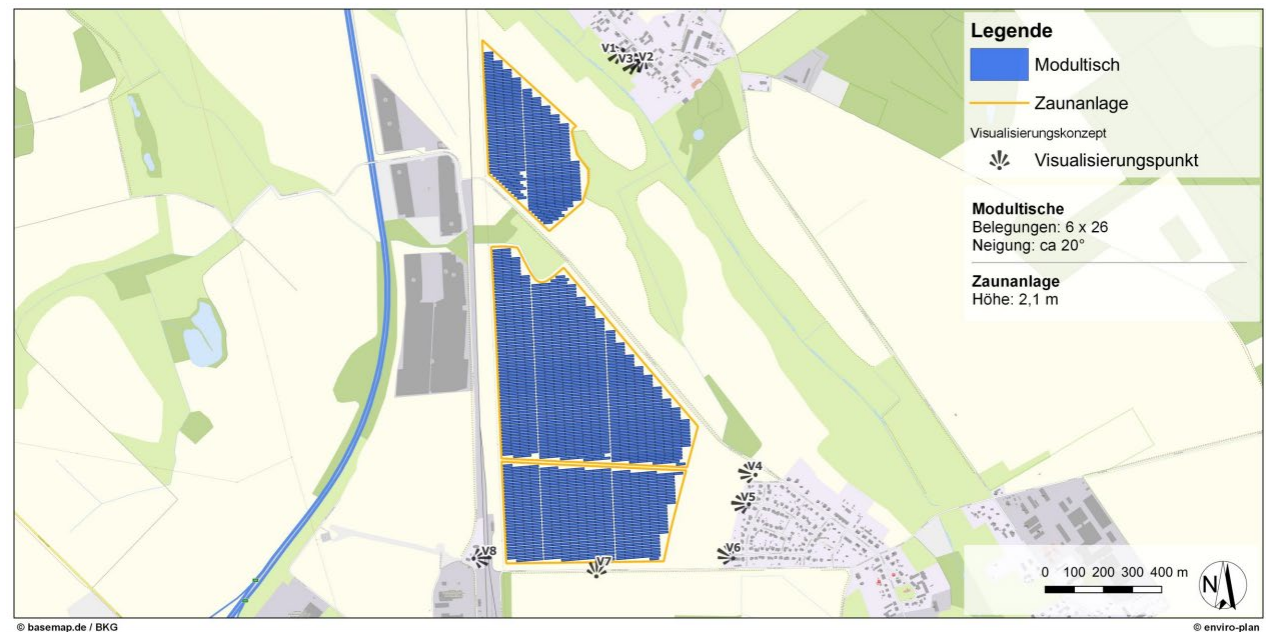 V1
V3
V2
V4
V5
V6
V7
V8
Legende
Modultisch
Zaunanlage
Visualisierungskonzept
Visualisierungspunkt
Modultische
Belegungen: 6 x 26
Neigung: ca 20°
Zaunanlage
Höhe: 2,1 m
0 100 200 300 400 m
N
© basemap.de / BKG
© enviro-plan